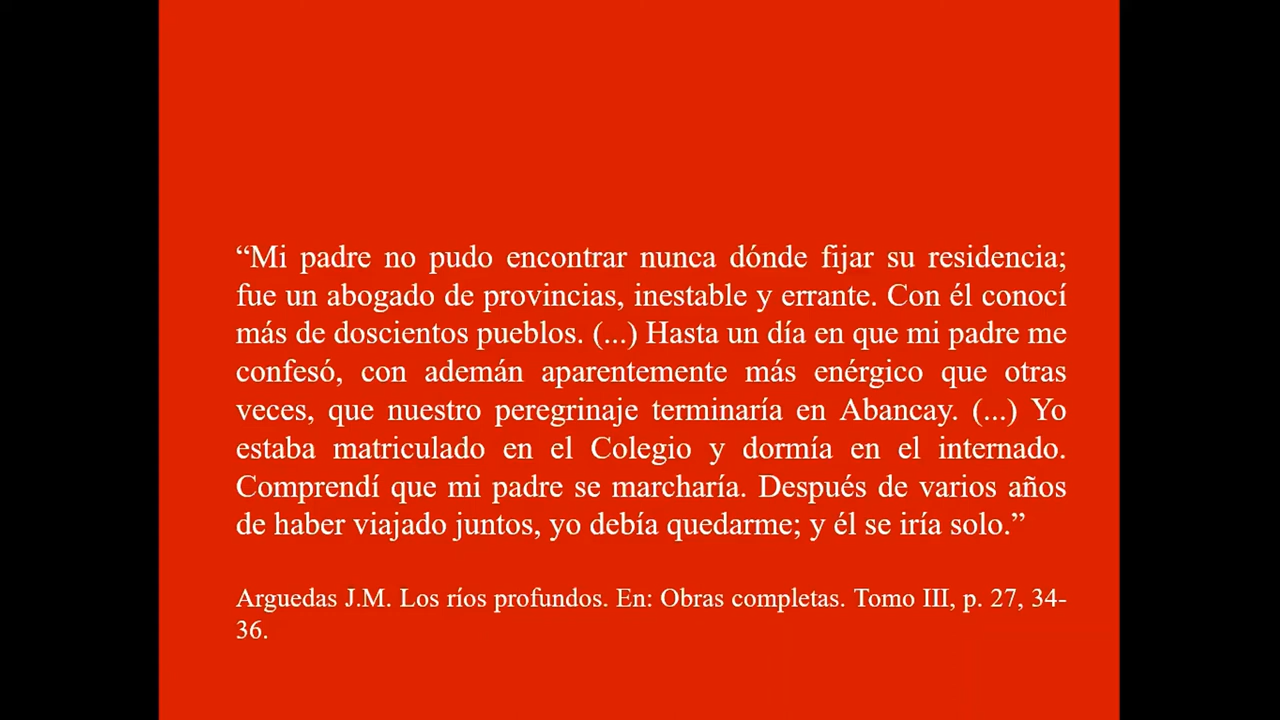 “Mi padre no pudo encontrar nunca dónde fijar su residencia;
fue un abogado de provincias, inestable y errante. Con él conocí
más de doscientos pueblos. (...) Hasta un día en que mi padre me
confesó, con ademán aparentemente más enérgico que otras
veces, que nuestro peregrinaje terminaría en Abancay. (...) Yo
estaba matriculado en el Colegio y dormía en el internado.
Comprendí que mi padre se marcharía. Después de varios años
de haber viajado juntos, yo debía quedarme; y él se iría solo.”
Arguedas J.M. Los ríos profundos. En: Obras completas. Tomo III, p. 27, 34-
36.